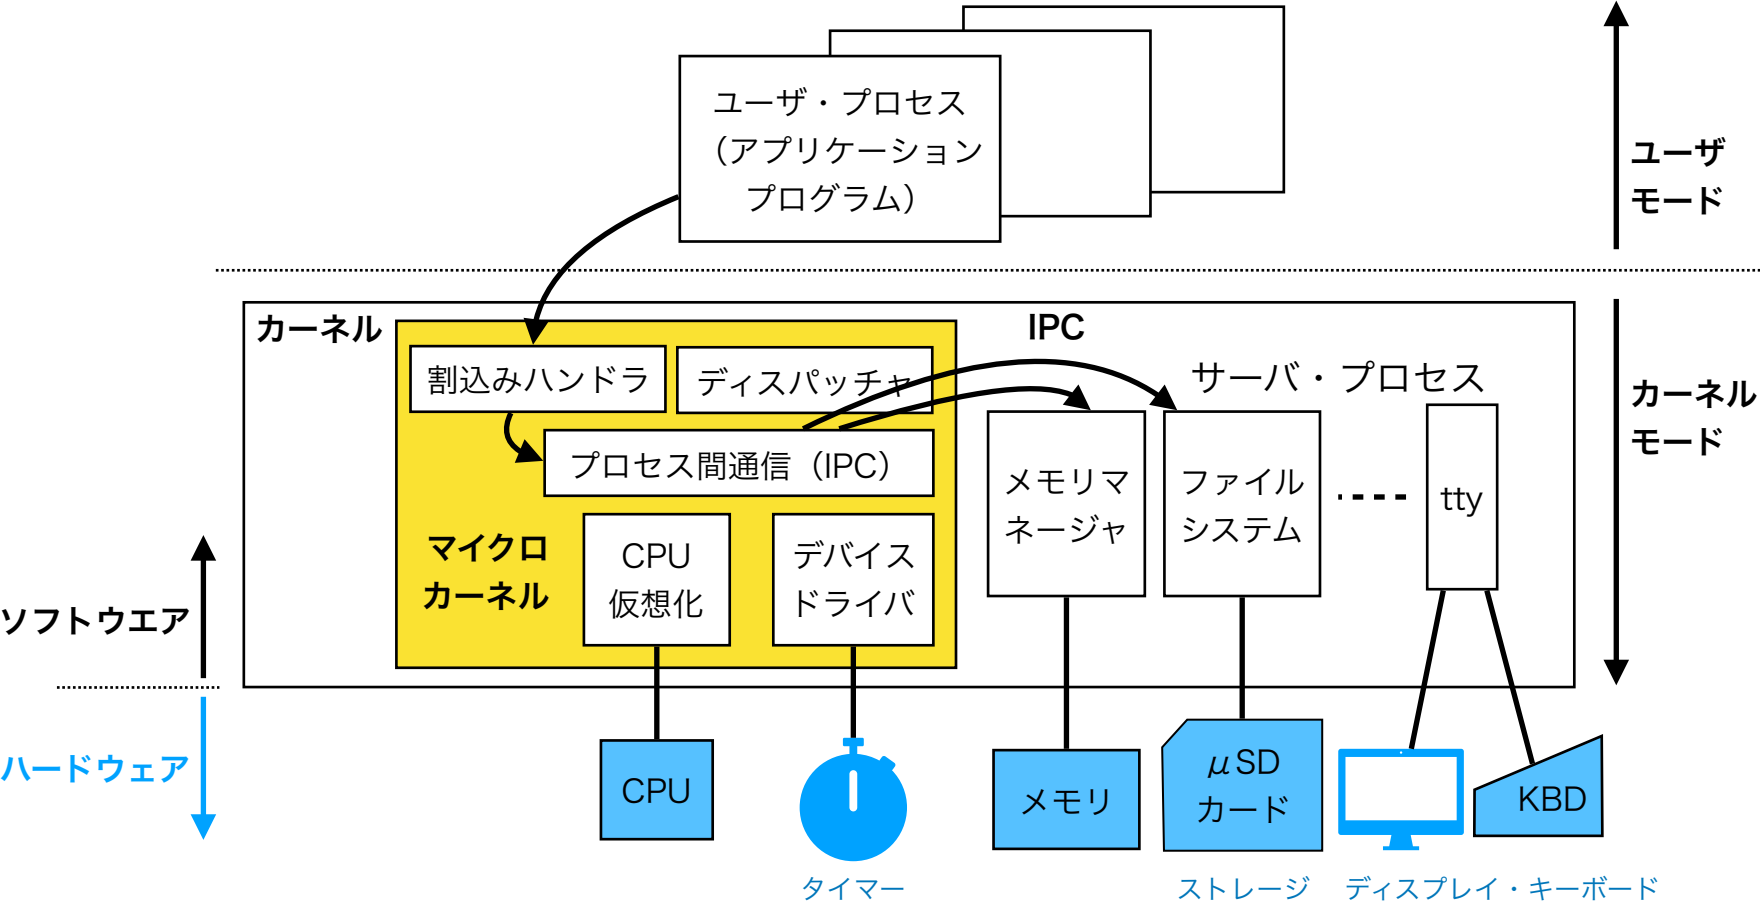 ユーザ・プロセス
（アプリケーション
プログラム）
ユーザ
モード
カーネル
IPC
割込みハンドラ
ディスパッチャ
サーバ・プロセス
カーネル
モード
プロセス間通信（IPC）
メモリマ
ネージャ
ファイル
システム
tty
マイクロ
カーネル
CPU
仮想化
デバイス
ドライバ
ソフトウエア
ハードウェア
CPU
タイマー
メモリ
μSD
カード
ストレージ
KBD
ディスプレイ・キーボード